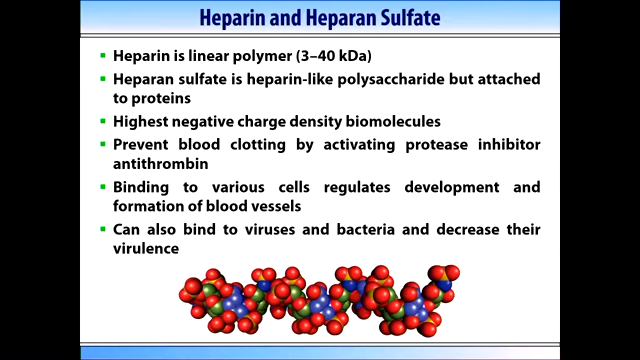 Heparin and Heparan Sulfate
Heparin is linear polymer (3–40 kDa)
Heparan sulfate is heparin-like polysaccharide but attached
to proteins
Highest negative charge density biomolecules
Prevent blood clotting by activating protease inhibitor
antithrombin
Binding to various cells regulates development and
formation of blood vessels
Can also bind to viruses and bacteria and decrease their
virulence